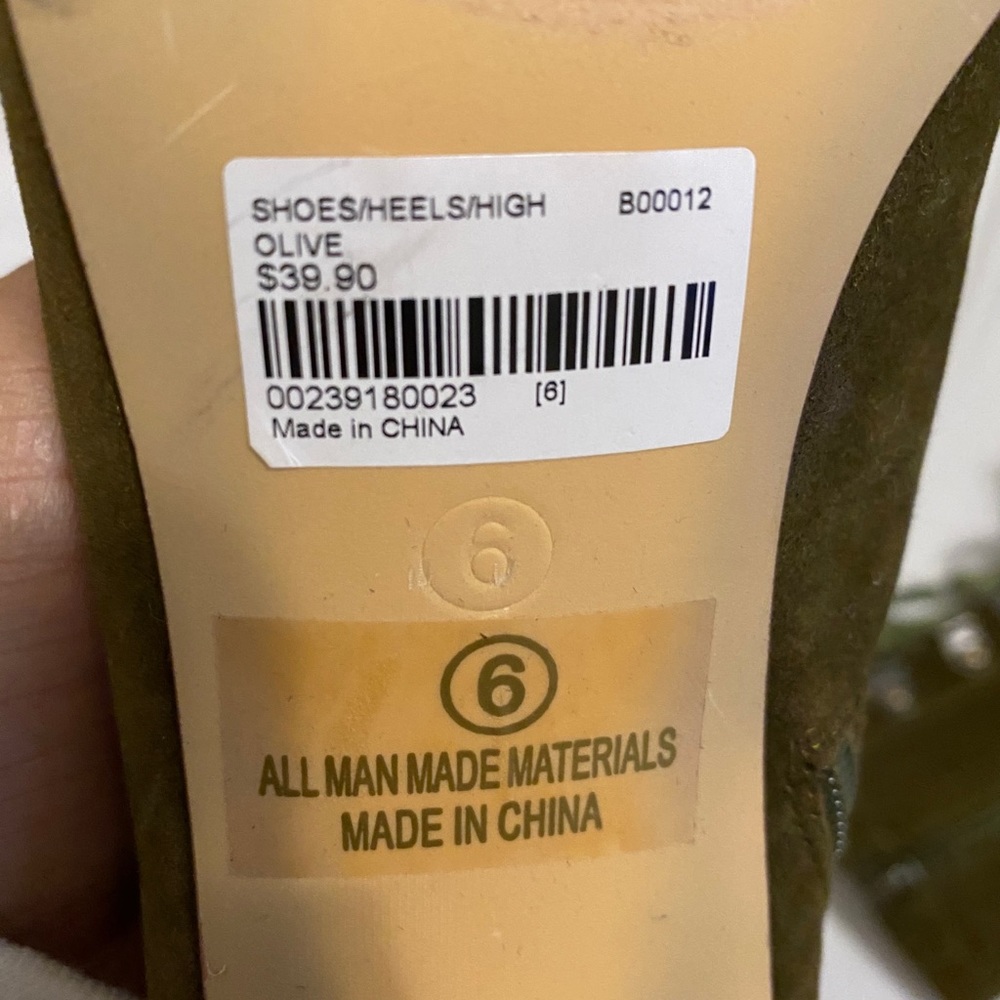 SHOES/HEELS/HIGH B00012
OLIVE
$39.90
00239180023 [6]
Made in CHINA
6
6
ALL MAN MADE MATERIALS
MADE IN CHINA